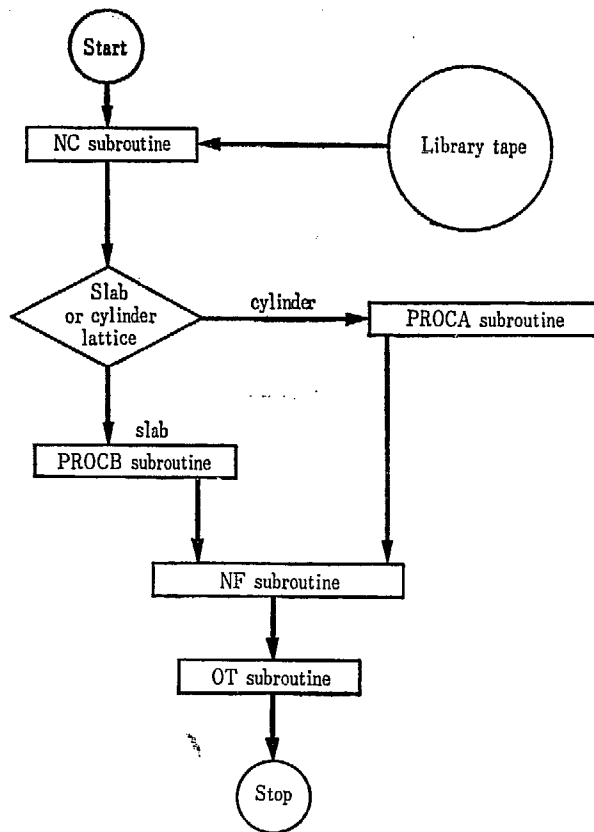 Start
NC subroutine
Library tape
Slab
or cylinder
lattice
cylinder
PROCA subroutine
slab
PROCB subroutine
NF subroutine
OT subroutine
Stop